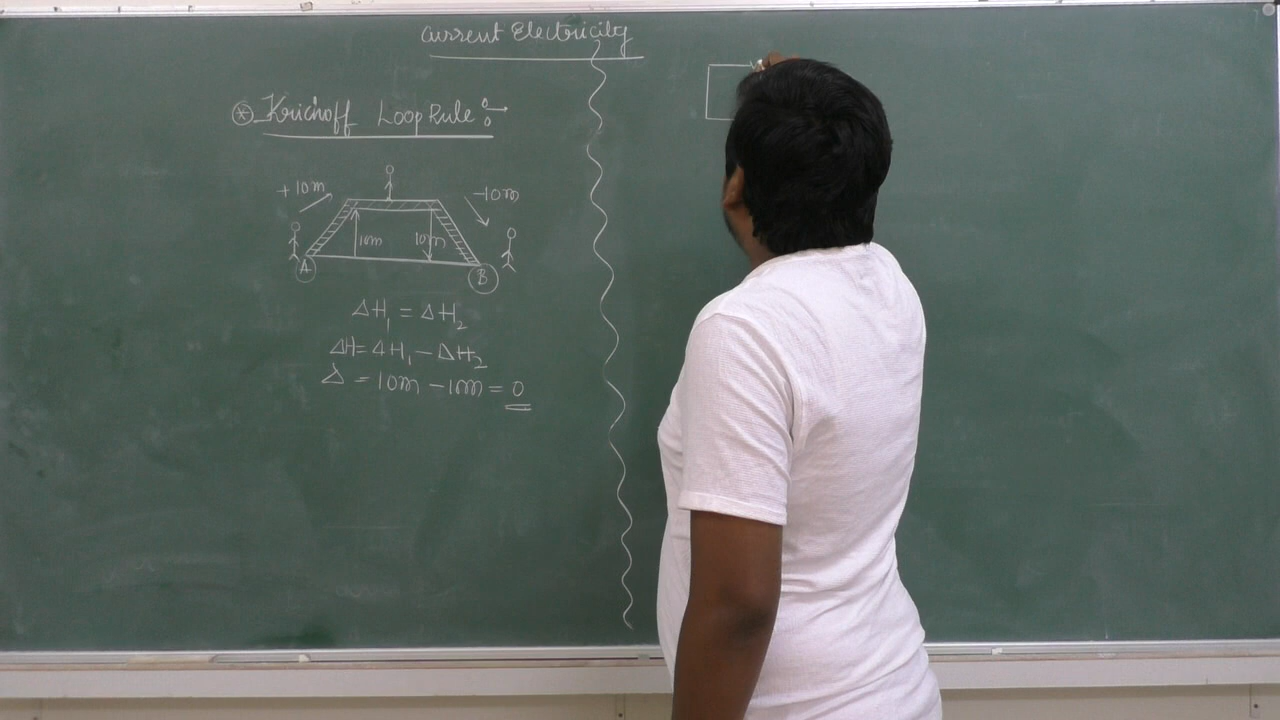 Current Electricity
Krichoff Loop Rule :→
+10m
-10m
10m
10m
A
B
ΔH₁ = ΔH₂
ΔH = ΔH₁ - ΔH₂
Δ = 10m - 10m = 0